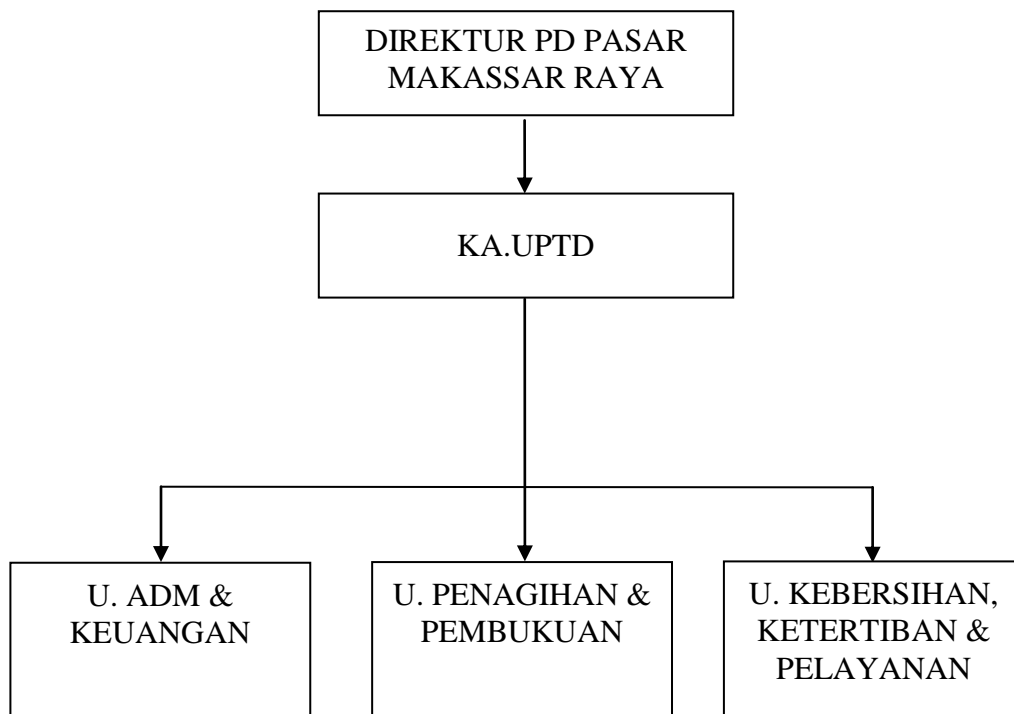 DIREKTUR PD PASAR
MAKASSAR RAYA
KA.UPTD
U. ADM &
KEUANGAN
U. PENAGIHAN &
PEMBUKUAN
U. KEBERSIHAN,
KETERTIBAN &
PELAYANAN